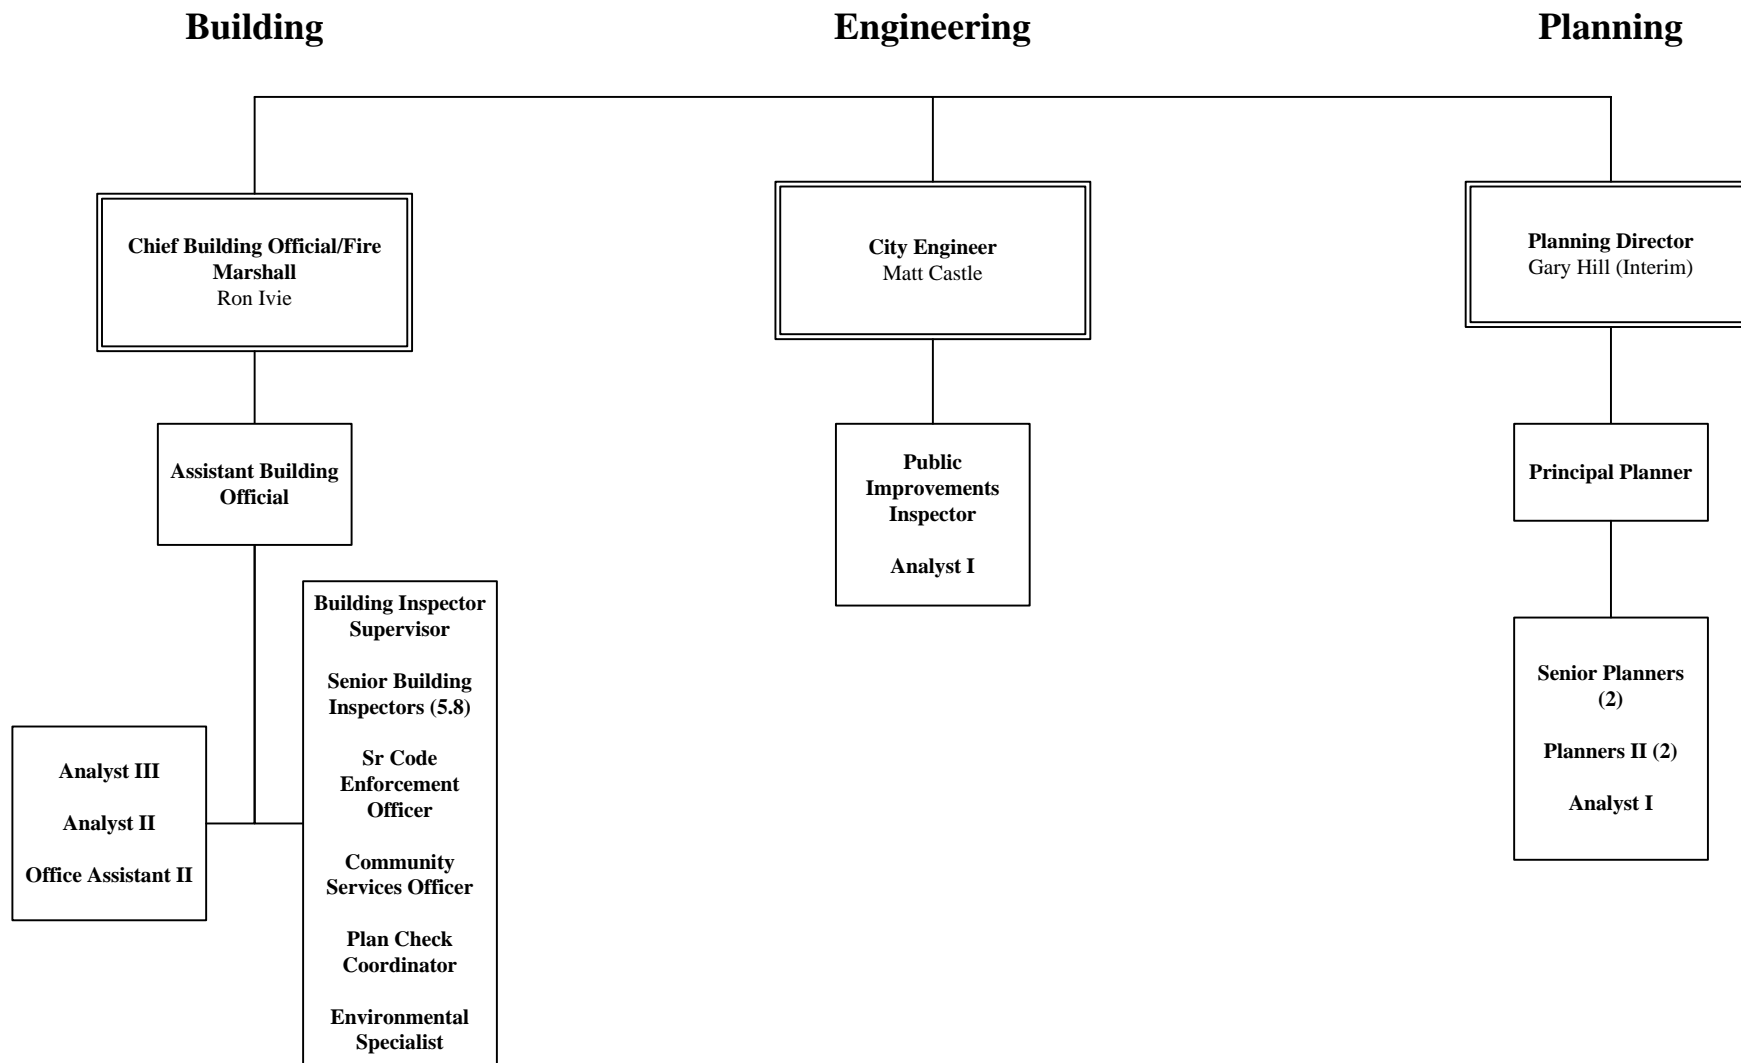 Building
Engineering
Planning
Chief Building Official/Fire
Marshall
Ron Ivie
City Engineer
Matt Castle
Planning Director
Gary Hill (Interim)
Assistant Building
Official
Public
Improvements
Inspector
Analyst I
Principal Planner
Building Inspector
Supervisor
Senior Building
Inspectors (5.8)
Sr Code
Enforcement
Officer
Community
Services Officer
Plan Check
Coordinator
Environmental
Specialist
Analyst III
Analyst II
Office Assistant II
Senior Planners
(2)
Planners II (2)
Analyst I